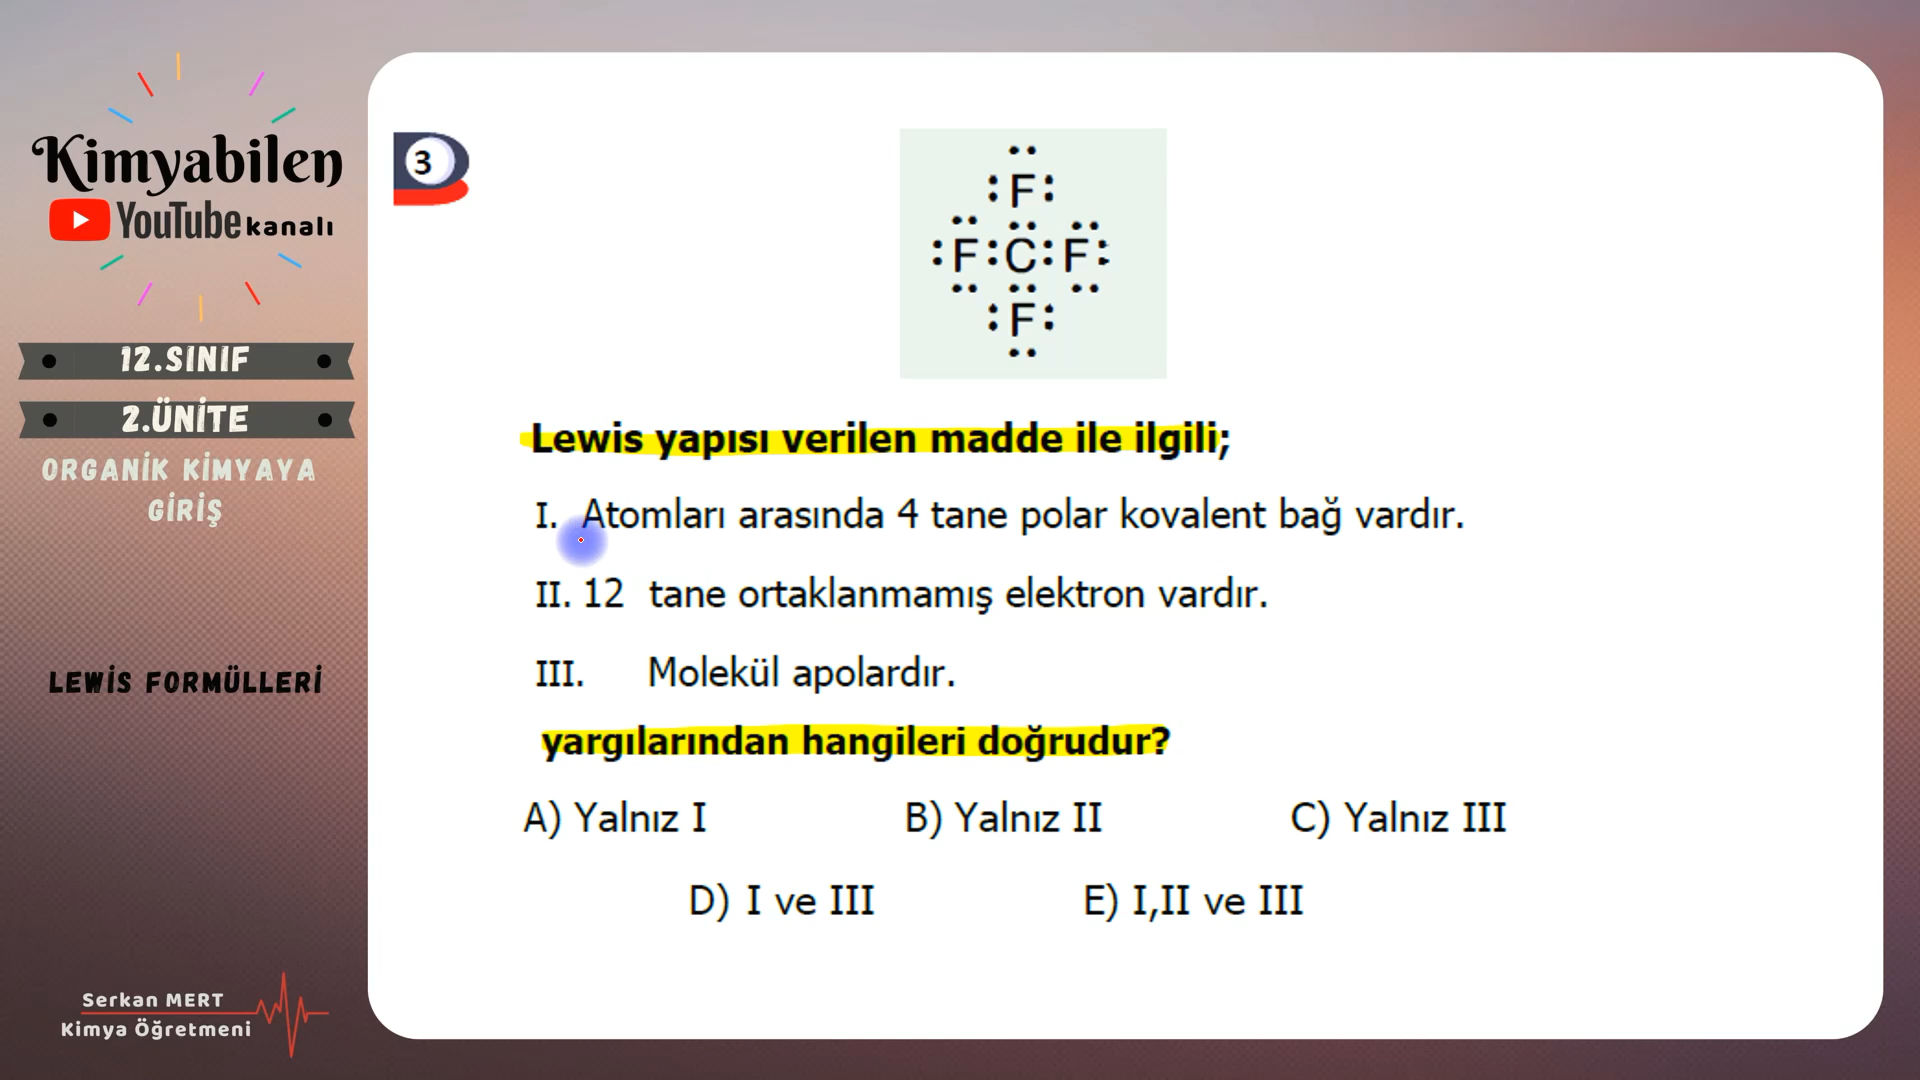 Kimyabilen
YouTube kanalı
12.SINIF
2.ÜNİTE
ORGANİK KİMYAYA
GİRİŞ
LEWİS FORMÜLLERİ
Serkan MERT
Kimya Öğretmeni
3
F
F C F
F
Lewis yapısı verilen madde ile ilgili;
I. Atomları arasında 4 tane polar kovalent bağ vardır.
II. 12 tane ortaklanmamış elektron vardır.
III. Molekül apolardır.
yargılarından hangileri doğrudur?
A) Yalnız I B) Yalnız II C) Yalnız III
D) I ve III E) I,II ve III